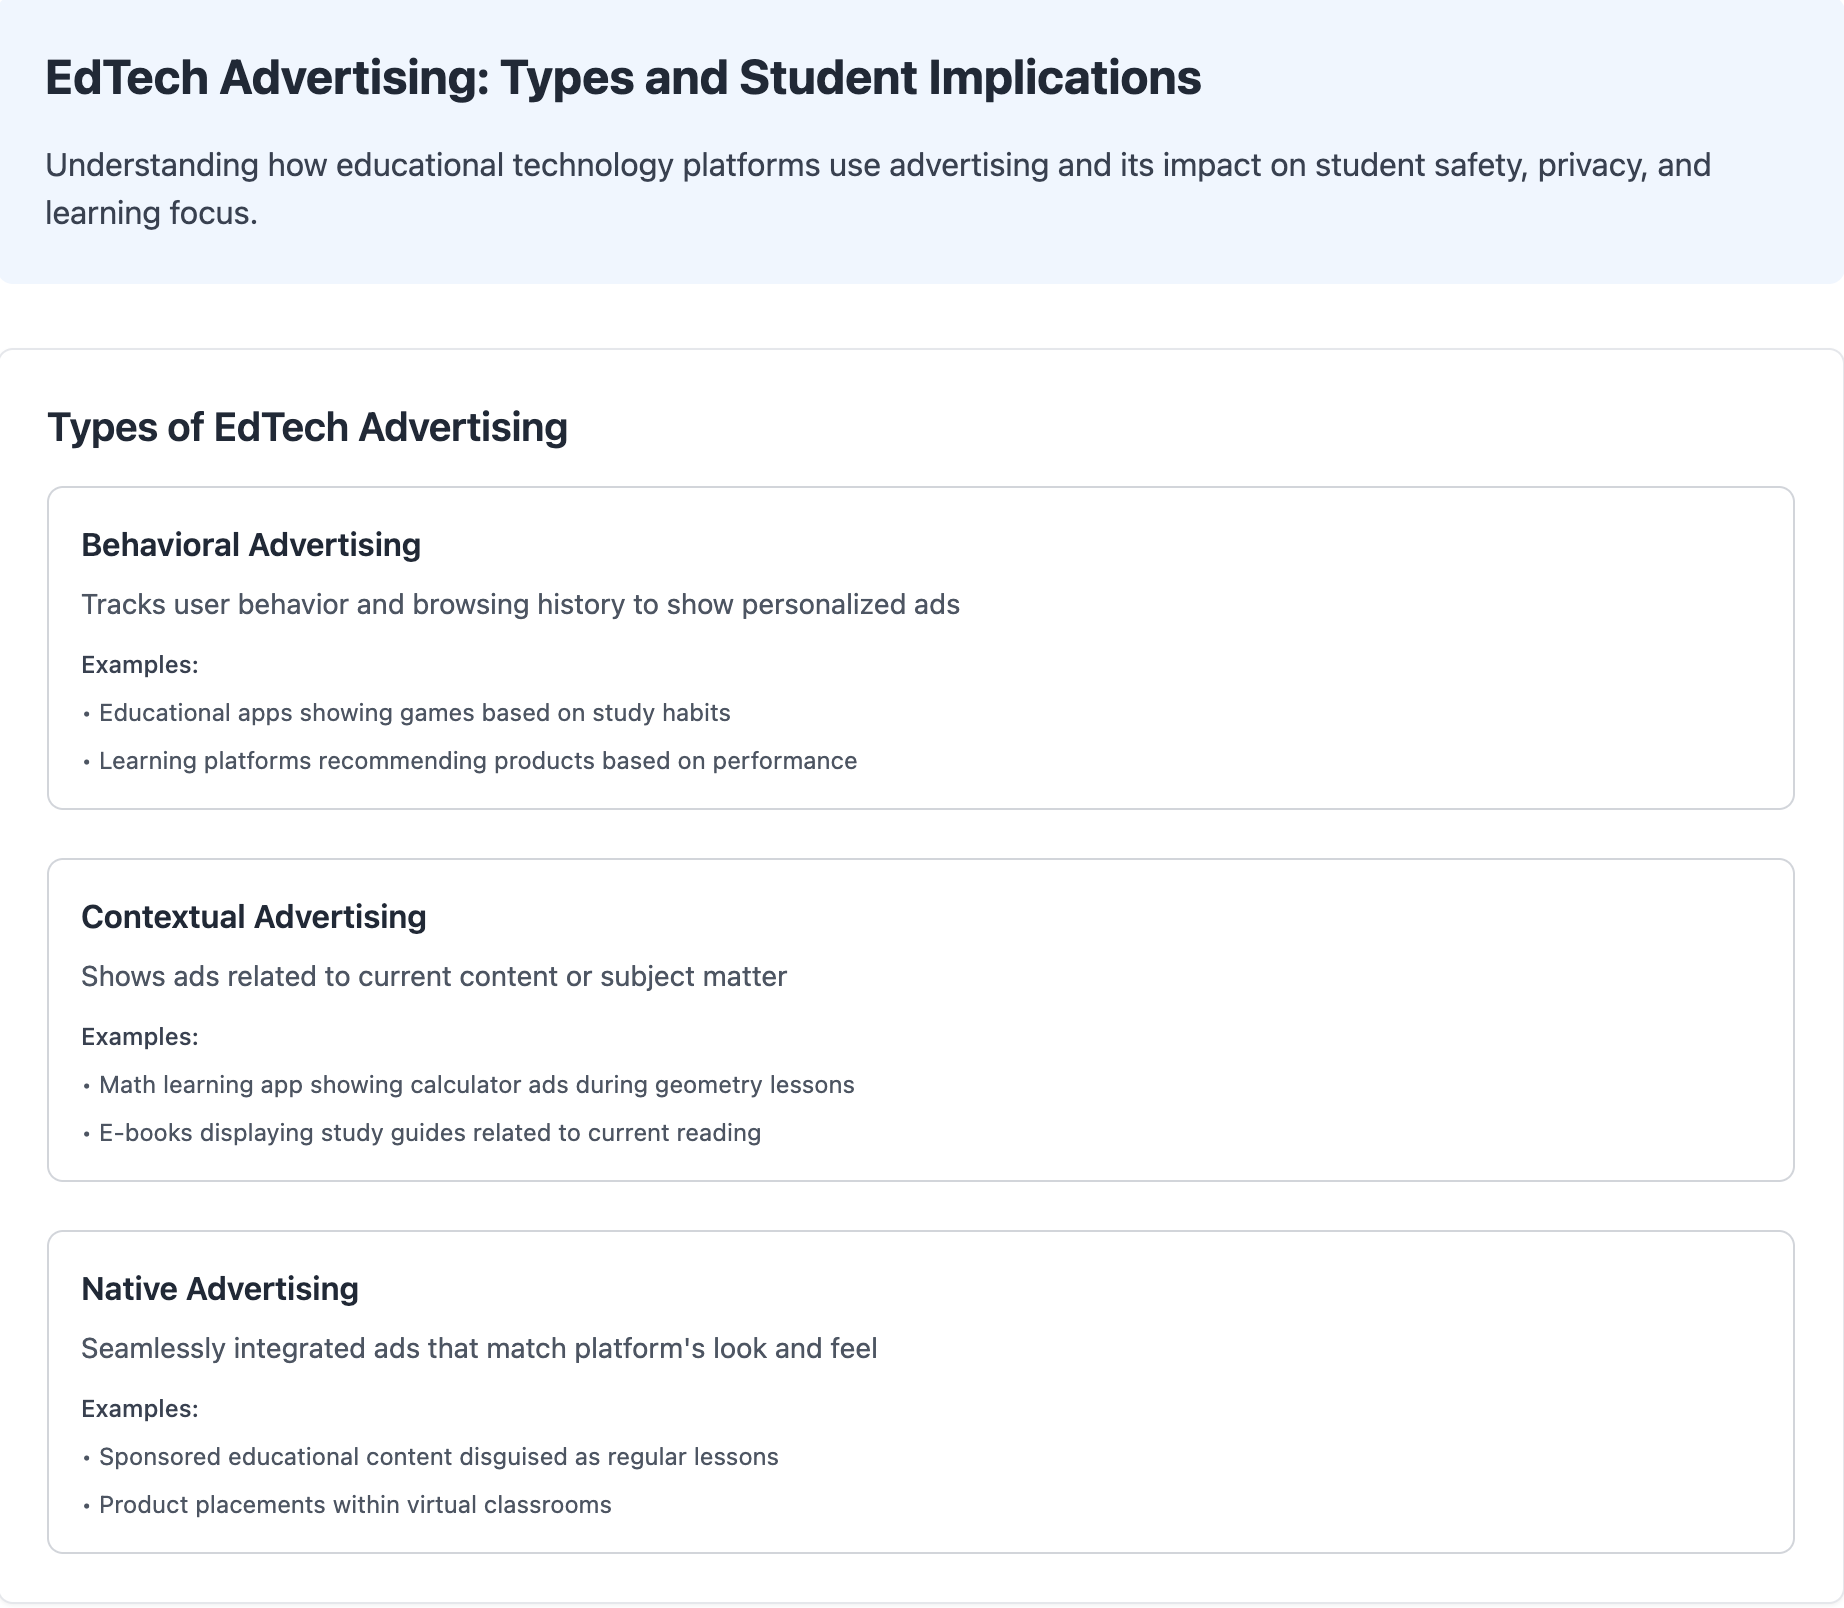 EdTech Advertising: Types and Student Implications
Understanding how educational technology platforms use advertising and its impact on student safety, privacy, and
learning focus.
Types of EdTech Advertising
Behavioral Advertising
Tracks user behavior and browsing history to show personalized ads
Examples:
• Educational apps showing games based on study habits
• Learning platforms recommending products based on performance
Contextual Advertising
Shows ads related to current content or subject matter
Examples:
• Math learning app showing calculator ads during geometry lessons
• E-books displaying study guides related to current reading
Native Advertising
Seamlessly integrated ads that match platform's look and feel
Examples:
• Sponsored educational content disguised as regular lessons
• Product placements within virtual classrooms